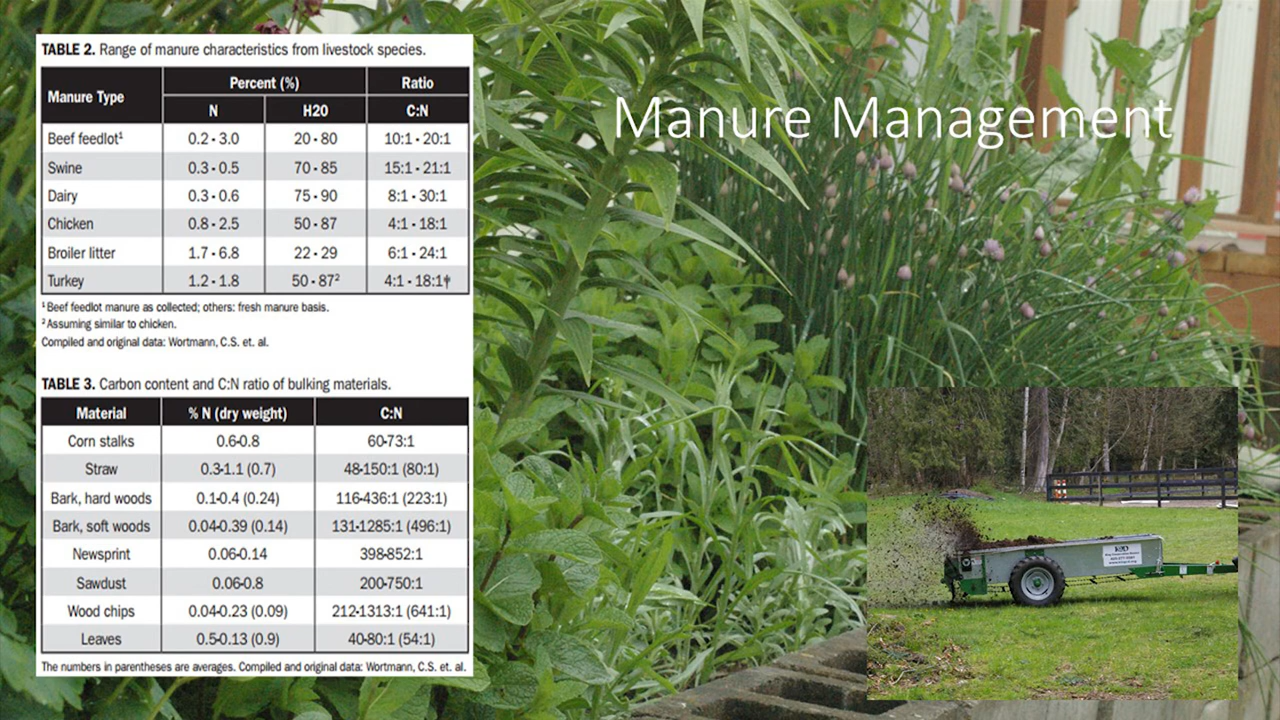 Manure Management
TABLE 2. Range of manure characteristics from livestock species.
Manure Type Percent (%) Ratio
N H20 C:N
Beef feedlot¹ 0.2 - 3.0 20 - 80 10:1 - 20:1
Swine 0.3 - 0.5 70 - 85 15:1 - 21:1
Dairy 0.3 - 0.6 75 - 90 8:1 - 30:1
Chicken 0.8 - 2.5 50 - 87 4:1 - 18:1
Broiler litter 1.7 - 6.8 22 - 29 6:1 - 24:1
Turkey 1.2 - 1.8 50 - 87² 4:1 - 18:1ǂ
¹ Beef feedlot manure as collected; others: fresh manure basis.
² Assuming similar to chicken.
Compiled and original data: Wortmann, C.S. et. al.
TABLE 3. Carbon content and C:N ratio of bulking materials.
Material % N (dry weight) C:N
Corn stalks 0.6-0.8 60-73:1
Straw 0.3-1.1 (0.7) 48-150:1 (80:1)
Bark, hard woods 0.1-0.4 (0.24) 116-436:1 (223:1)
Bark, soft woods 0.04-0.39 (0.14) 131-1285:1 (496:1)
Newsprint 0.06-0.14 398-852:1
Sawdust 0.06-0.8 200-750:1
Wood chips 0.04-0.23 (0.09) 212-1313:1 (641:1)
Leaves 0.5-0.13 (0.9) 40-80:1 (54:1)
The numbers in parentheses are averages. Compiled and original data: Wortmann, C.S. et. al.